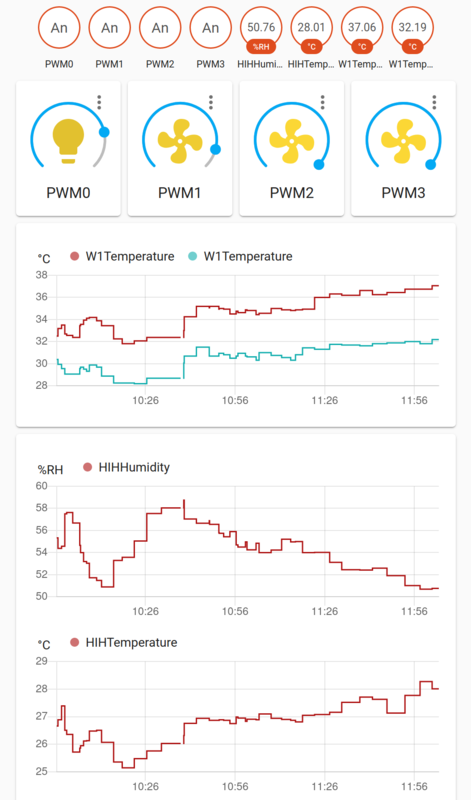 An An An An 50.76 28.01 37.06 32.19
%RH °C °C °C
PWM0 PWM1 PWM2 PWM3 HIHHumi... HIHTemp... W1Temp... W1Temp...
PWM0 PWM1 PWM2 PWM3
°C W1Temperature W1Temperature
38
36
34
32
30
28
10:26 10:56 11:26 11:56
%RH HIHHumidity
60
58
56
54
52
50
10:26 10:56 11:26 11:56
°C HIHTemperature
29
28
27
26
25
10:26 10:56 11:26 11:56